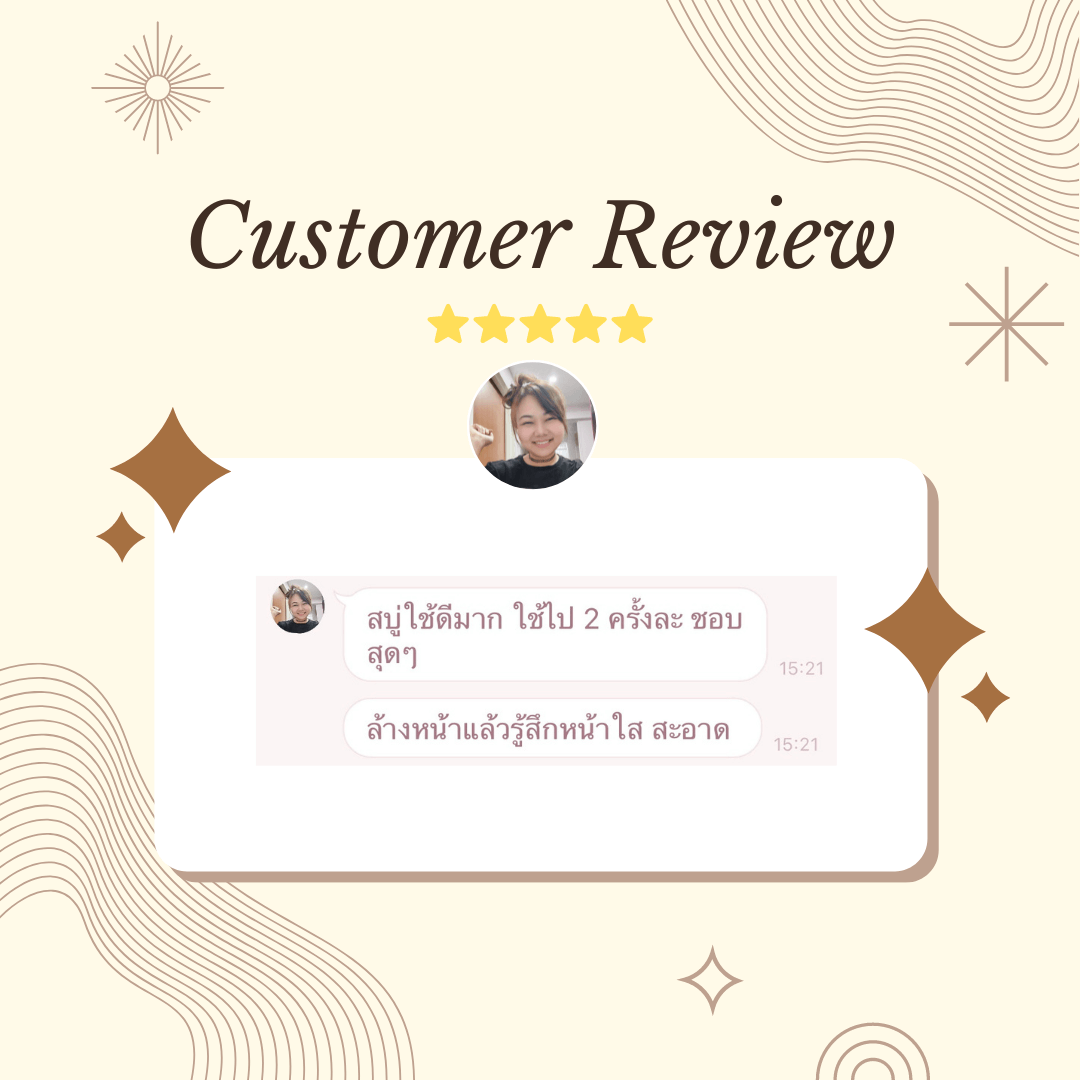 Customer Review
สบู่ใช้ดีมาก ใช้ไป 2 ครั้งละ ชอบ
สุดๆ
15:21
ล้างหน้าแล้วรู้สึกหน้าใส สะอาด
15:21